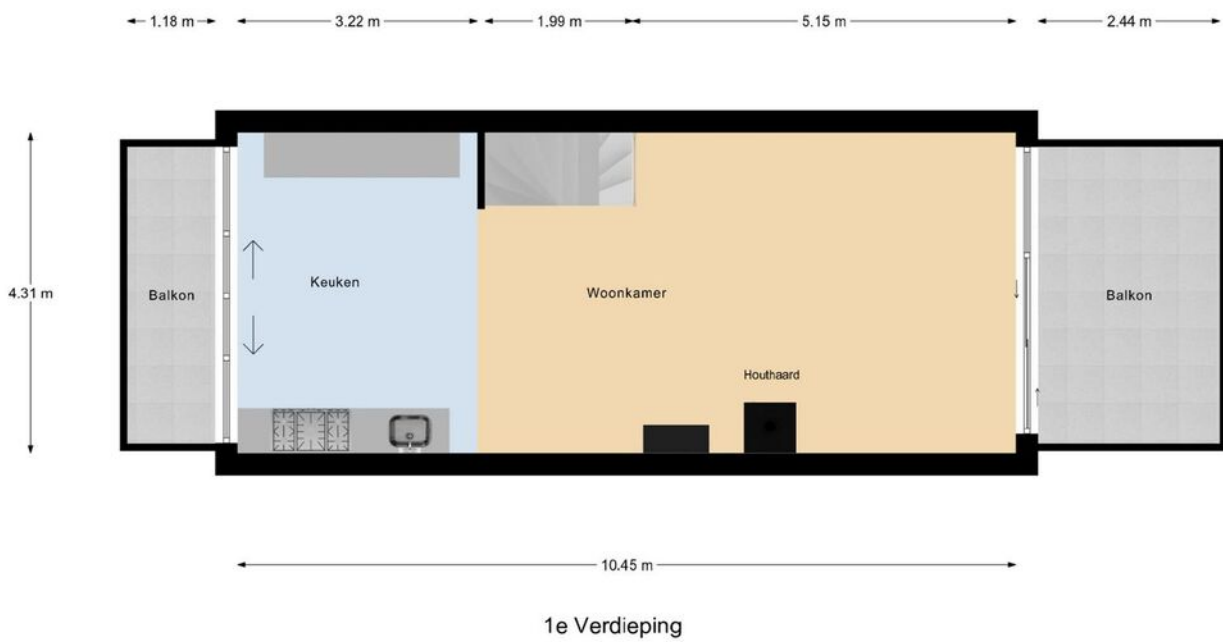 1.18 m
3.22 m
1.99 m
5.15 m
2.44 m
4.31 m
Balkon
Keuken
Woonkamer
Balkon
Houthaard
10.45 m
1e Verdieping